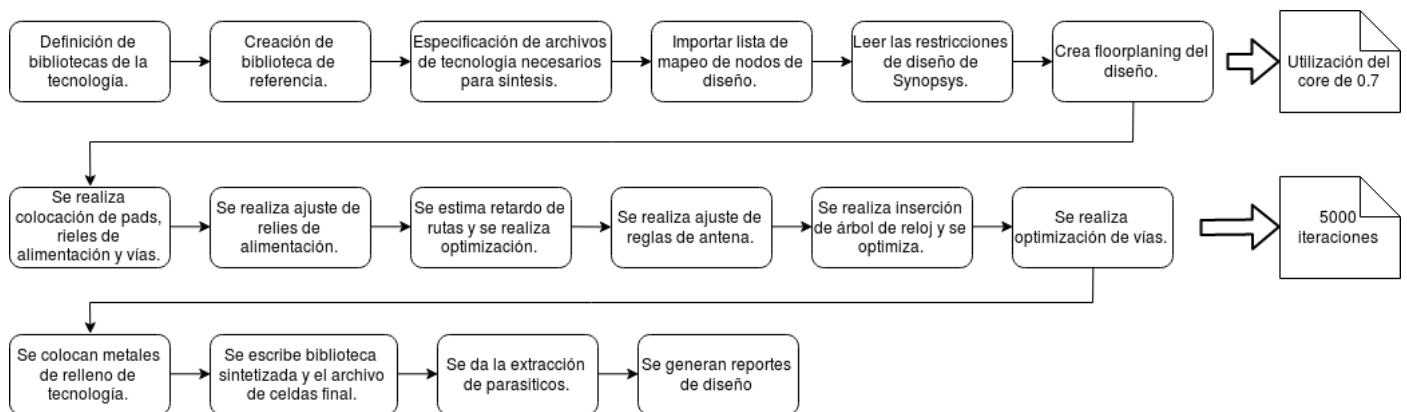 Definición de
bibliotecas de la
tecnología.
Creación de
biblioteca de
referencia.
Especificación de archivos
de tecnologia necesarios
para sintesis.
Importar lista de
mapeo de nodos de
diseño.
Leer las restricciones
de diseño de
Synopsys.
Crea floorplaning del
diseño.
Utilización del
core de 0.7
Se realiza
colocación de pads,
rieles de
alimentación y vías.
Se realiza ajuste de
relies de
alimentación.
Se estima retardo de
rutas y se realiza
optimización.
Se realiza ajuste de
reglas de antena.
Se realiza inserción
de árbol de reloj y se
optimiza.
Se realiza
optimización de vías.
5000
iteraciones
Se colocan metales
de relleno de
tecnología.
Se escribe biblioteca
sintetizada y el archivo
de celdas final.
Se da la extracción
de parasiticos.
Se generan reportes
de diseño